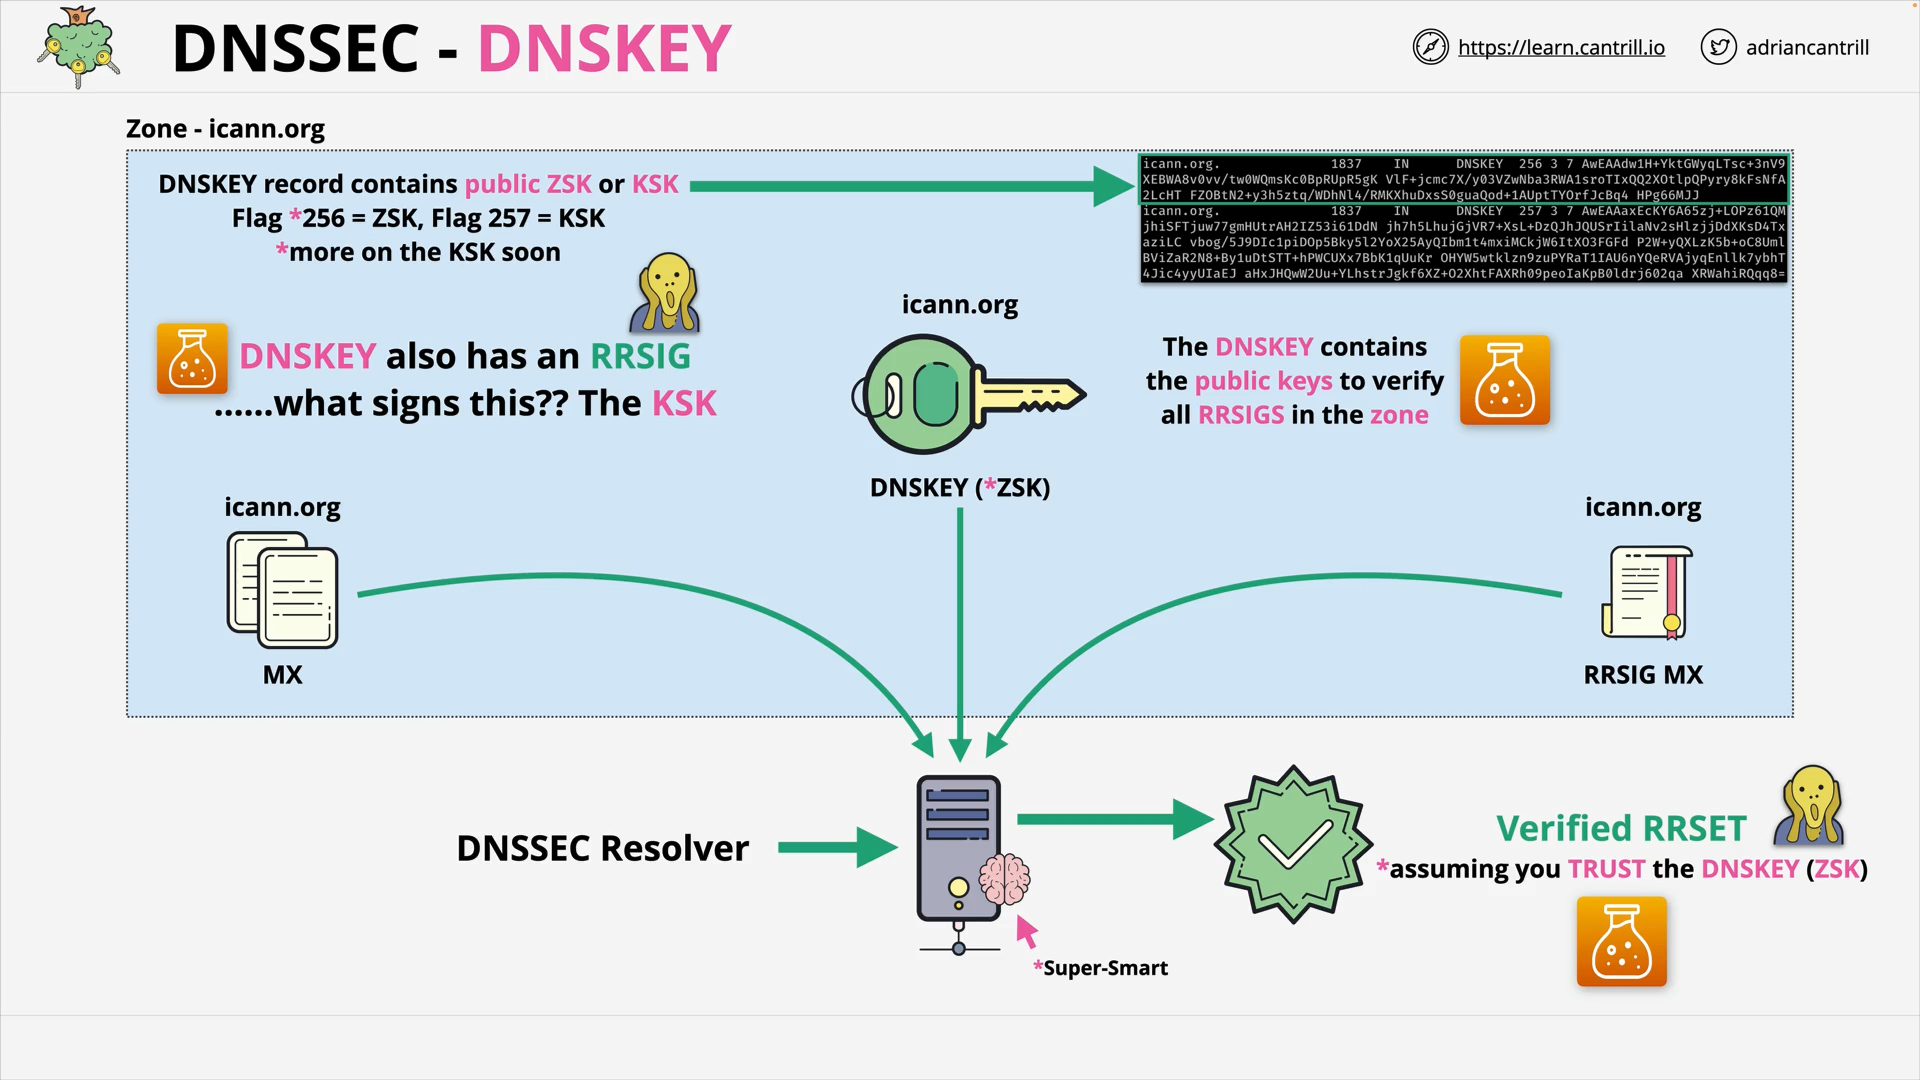 DNSSEC - DNSKEY
https://learn.cantrill.io
adriancantrill
Zone - icann.org
DNSKEY record contains public ZSK or KSK
Flag *256 = ZSK, Flag 257 = KSK
*more on the KSK soon
icann.org. 1837 IN DNSKEY 256 3 7 AwEAAdw1H+YktGWyqLTsc+3nV9
XEBWA8v0vv/tw0WQmsKc0BpRUpR5gK VlF+jcmc7X/y03VZwNba3RWA1sroTIxQQ2XOtlpQPyry8kFsNfA
2LcHT FZOBtN2+y3h5ztq/WDhNl4/RMKXhuDxsS0guaQod+1AUptTYOrfJcBq4 HPg66MJJ
icann.org. 1837 IN DNSKEY 257 3 7 AwEAAaxEcKY6A65zj+LOPz61QM
jhiSFTjuw77gmHUtrAH2IZ53i61DdN jh7h5LhujGjVR7+XsL+DzQJhJQUSrIilaNv2sHlzjjDdXKsD4Tx
aziLC vbog/5J9DIc1piDOp5Bky5l2YoX25AyQIbm1t4mxiMCkjW6ItXO3FGFd P2W+yQXLzK5b+oC8Uml
BViZaR2N8+By1uDtSTT+hPWCUXx7BbK1qUuKr OHYW5wtklzn9zuPYRaT1IAU6nYQeRVAjyqEnllk7ybhT
4Jic4yyUIaEJ aHxJHQwW2Uu+YLhstrJgkf6XZ+O2XhtFAXRh09peoIaKpB0ldrj602qa XRWahiRQqq8=
icann.org
DNSKEY also has an RRSIG
......what signs this?? The KSK
The DNSKEY contains
the public keys to verify
all RRSIGS in the zone
DNSKEY (*ZSK)
icann.org
icann.org
MX
RRSIG MX
DNSSEC Resolver
Verified RRSET
*assuming you TRUST the DNSKEY (ZSK)
*Super-Smart